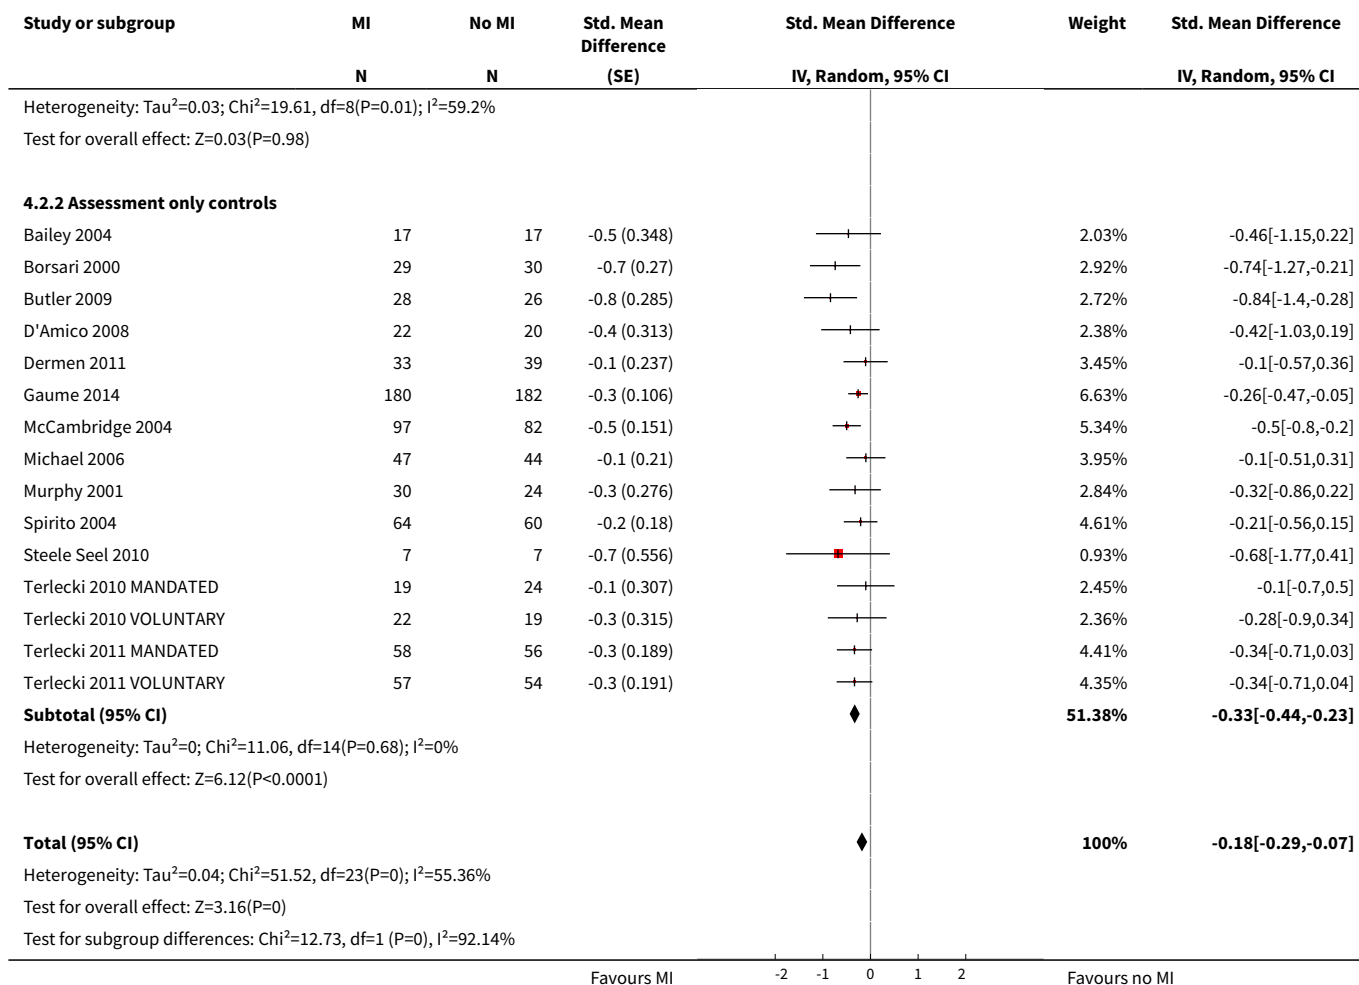 Study or subgroup MI No MI Std. Mean Difference Std. Mean Difference Weight Std. Mean Difference
N N (SE) IV, Random, 95% CI IV, Random, 95% CI
Heterogeneity: Tau²=0.03; Chi²=19.61, df=8(P=0.01); I²=59.2%
Test for overall effect: Z=0.03(P=0.98)
4.2.2 Assessment only controls
Bailey 2004 17 17 -0.5 (0.348) 2.03% -0.46[-1.15,0.22]
Borsari 2000 29 30 -0.7 (0.27) 2.92% -0.74[-1.27,-0.21]
Butler 2009 28 26 -0.8 (0.285) 2.72% -0.84[-1.4,-0.28]
D'Amico 2008 22 20 -0.4 (0.313) 2.38% -0.42[-1.03,0.19]
Dermen 2011 33 39 -0.1 (0.237) 3.45% -0.1[-0.57,0.36]
Gaume 2014 180 182 -0.3 (0.106) 6.63% -0.26[-0.47,-0.05]
McCambridge 2004 97 82 -0.5 (0.151) 5.34% -0.5[-0.8,-0.2]
Michael 2006 47 44 -0.1 (0.21) 3.95% -0.1[-0.51,0.31]
Murphy 2001 30 24 -0.3 (0.276) 2.84% -0.32[-0.86,0.22]
Spirito 2004 64 60 -0.2 (0.18) 4.61% -0.21[-0.56,0.15]
Steele Seel 2010 7 7 -0.7 (0.556) 0.93% -0.68[-1.77,0.41]
Terlecki 2010 MANDATED 19 24 -0.1 (0.307) 2.45% -0.1[-0.7,0.5]
Terlecki 2010 VOLUNTARY 22 19 -0.3 (0.315) 2.36% -0.28[-0.9,0.34]
Terlecki 2011 MANDATED 58 56 -0.3 (0.189) 4.41% -0.34[-0.71,0.03]
Terlecki 2011 VOLUNTARY 57 54 -0.3 (0.191) 4.35% -0.34[-0.71,0.04]
Subtotal (95% CI) 51.38% -0.33[-0.44,-0.23]
Heterogeneity: Tau²=0; Chi²=11.06, df=14(P=0.68); I²=0%
Test for overall effect: Z=6.12(P<0.0001)
Total (95% CI) 100% -0.18[-0.29,-0.07]
Heterogeneity: Tau²=0.04; Chi²=51.52, df=23(P=0); I²=55.36%
Test for overall effect: Z=3.16(P=0)
Test for subgroup differences: Chi²=12.73, df=1 (P=0), I²=92.14%
Favours MI -2 -1 0 1 2 Favours no MI